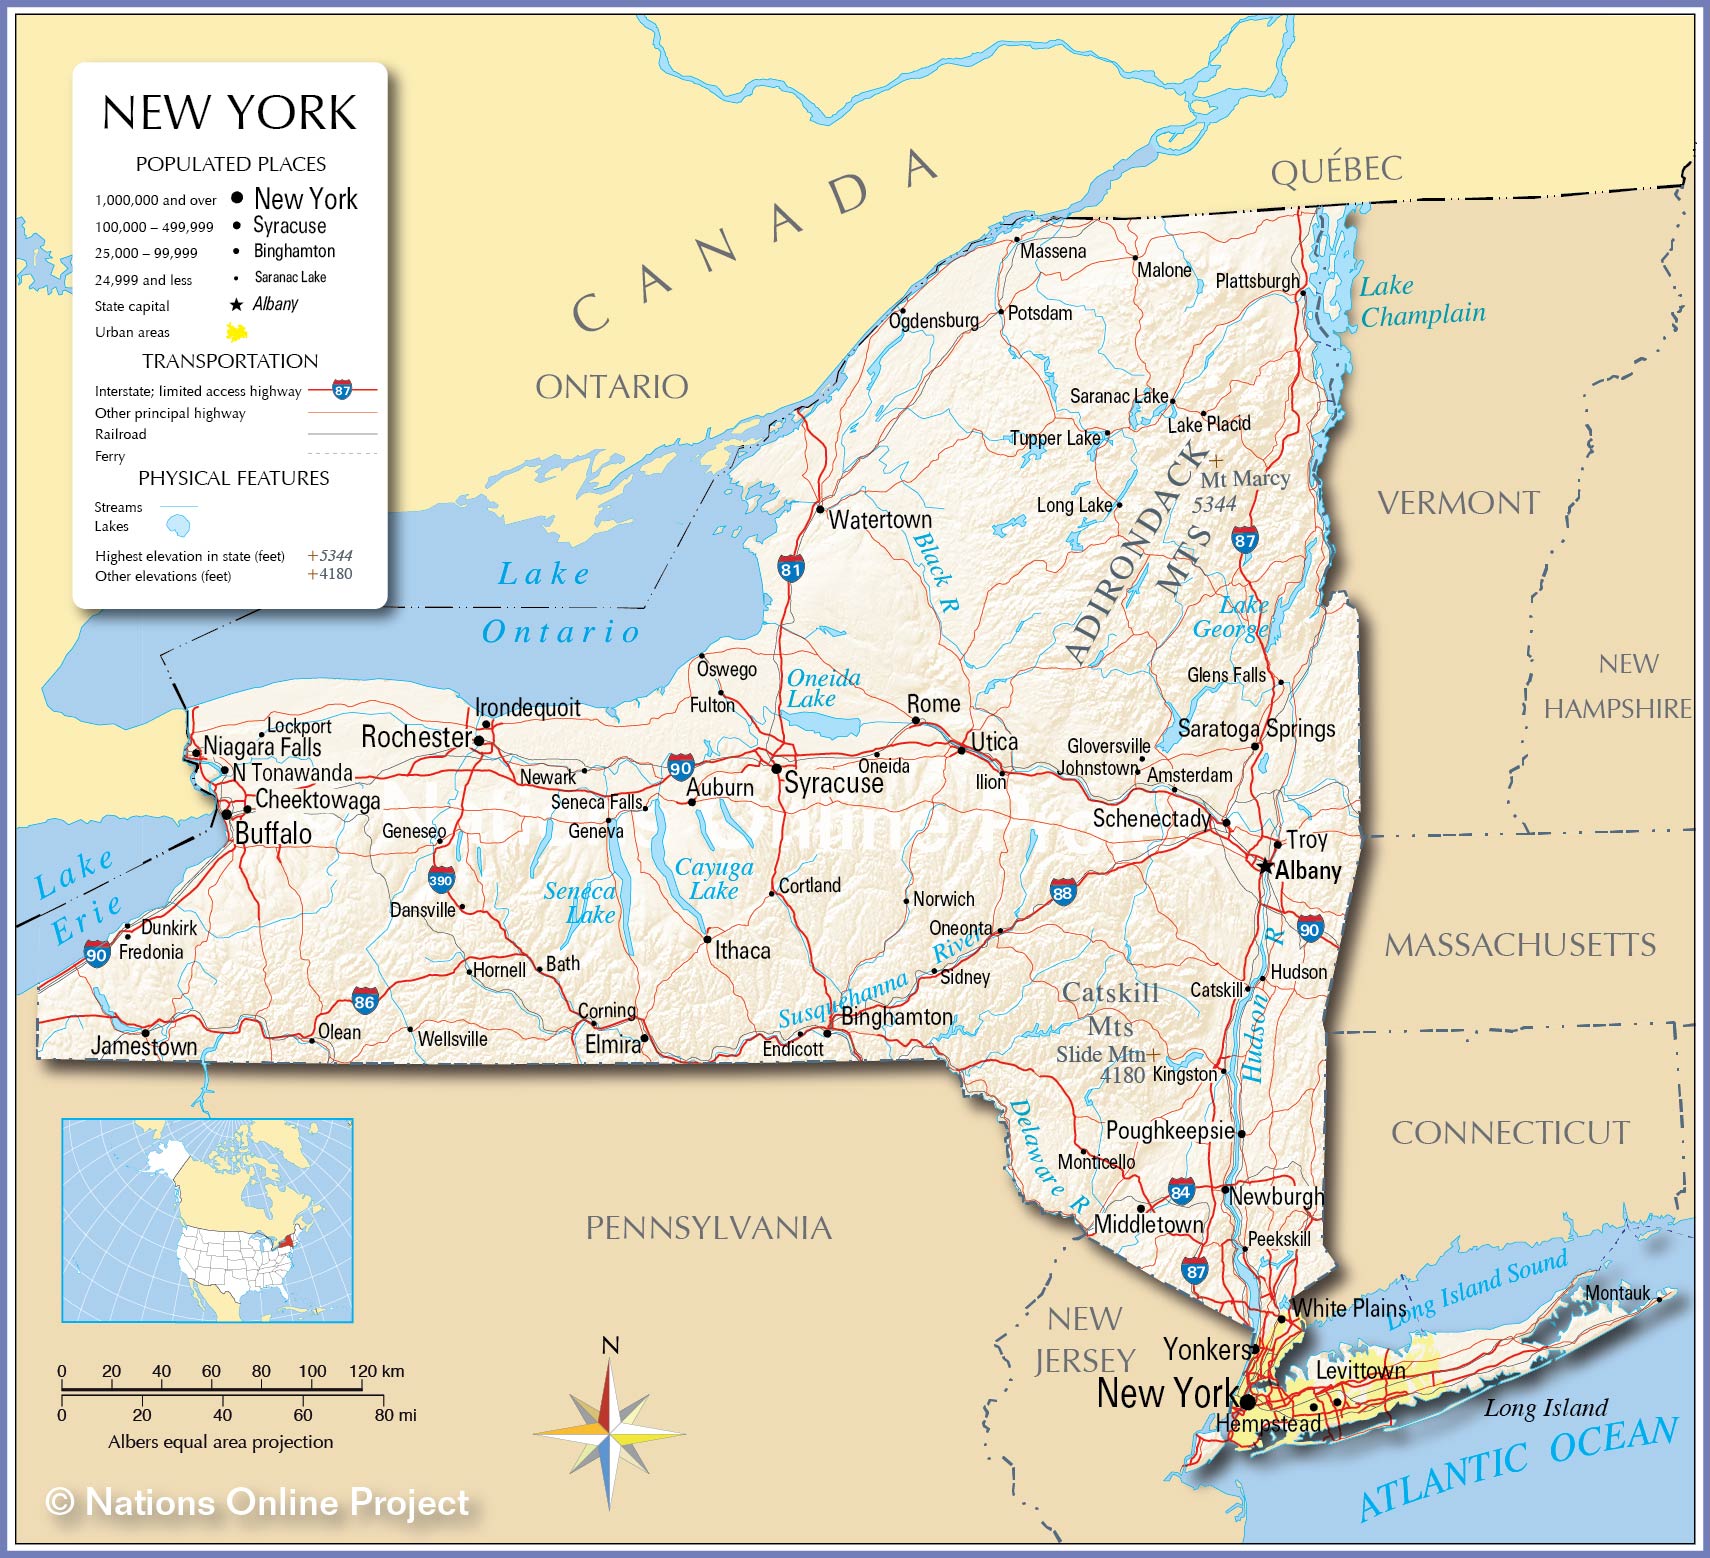 NEW YORK
POPULATED PLACES
1,000,000 and over New York
100,000 – 499,999 Syracuse
25,000 – 99,999 Binghamton
24,999 and less Saranac Lake
State capital Albany
Urban areas
TRANSPORTATION
Interstate; limited access highway 87
Other principal highway
Railroad
Ferry
PHYSICAL FEATURES
Streams
Lakes
Highest elevation in state (feet) +5344
Other elevations (feet) +4180
CANADA
QUÉBEC
ONTARIO
Massena
Malone
Plattsburgh
Lake
Champlain
Ogdensburg
Potsdam
Saranac Lake
Lake Placid
Tupper Lake
Mt Marcy
5344
Long Lake
ADIRONDACK
MTS
VERMONT
Watertown
Black R
87
81
Lake
Ontario
Lake
George
NEW
HAMPSHIRE
Oswego
Fulton
Oneida
Lake
Glens Falls
Irondequoit
Rome
Lockport
Rochester
Niagara Falls
Utica
Saratoga Springs
Gloversville
Johnstown
N Tonawanda
Newark
90
Oneida
Ilion
Amsterdam
Syracuse
Auburn
Seneca Falls
Cheektowaga
Buffalo
Geneseo
Geneva
Schenectady
Troy
Albany
Lake
Erie
390
Seneca
Lake
Cayuga
Lake
Cortland
88
Dansville
Norwich
Oneonta
90
Dunkirk
Fredonia
90
Ithaca
Hornell
Bath
Susquehanna River
Sidney
Hudson
Catskill
MASSACHUSETTS
86
Catskill
Mts
Slide Mtn
4180
Hudson R
Corning
Binghamton
Jamestown
Olean
Wellsville
Elmira
Endicott
Kingston
Delaware R
Poughkeepsie
Monticello
CONNECTICUT
84
Newburgh
Middletown
PENNSYLVANIA
Peekskill
87
NEW
JERSEY
White Plains
Long Island Sound
Montauk
Yonkers
Levittown
New York
Hempstead
Long Island
ATLANTIC OCEAN
N
0 20 40 60 80 100 120 km
0 20 40 60 80 mi
Albers equal area projection
© Nations Online Project